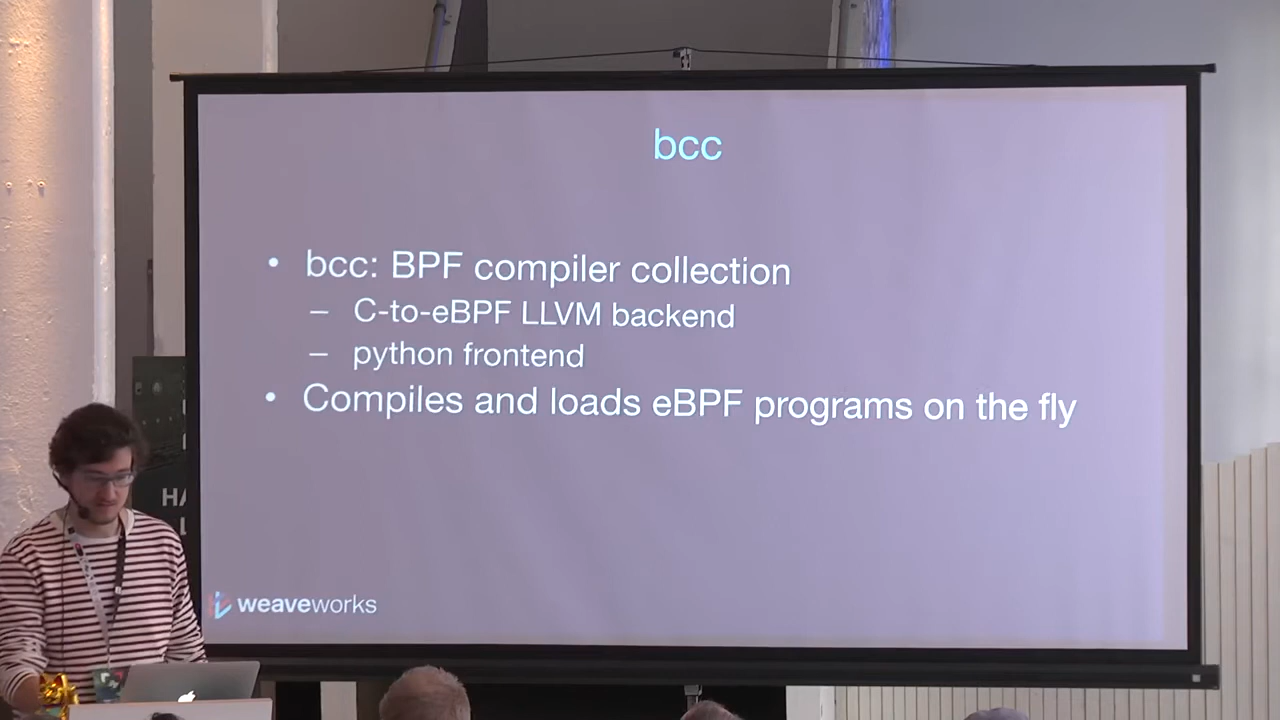 bcc
• bcc: BPF compiler collection
– C-to-eBPF LLVM backend
– python frontend
• Compiles and loads eBPF programs on the fly
weaveworks
HA